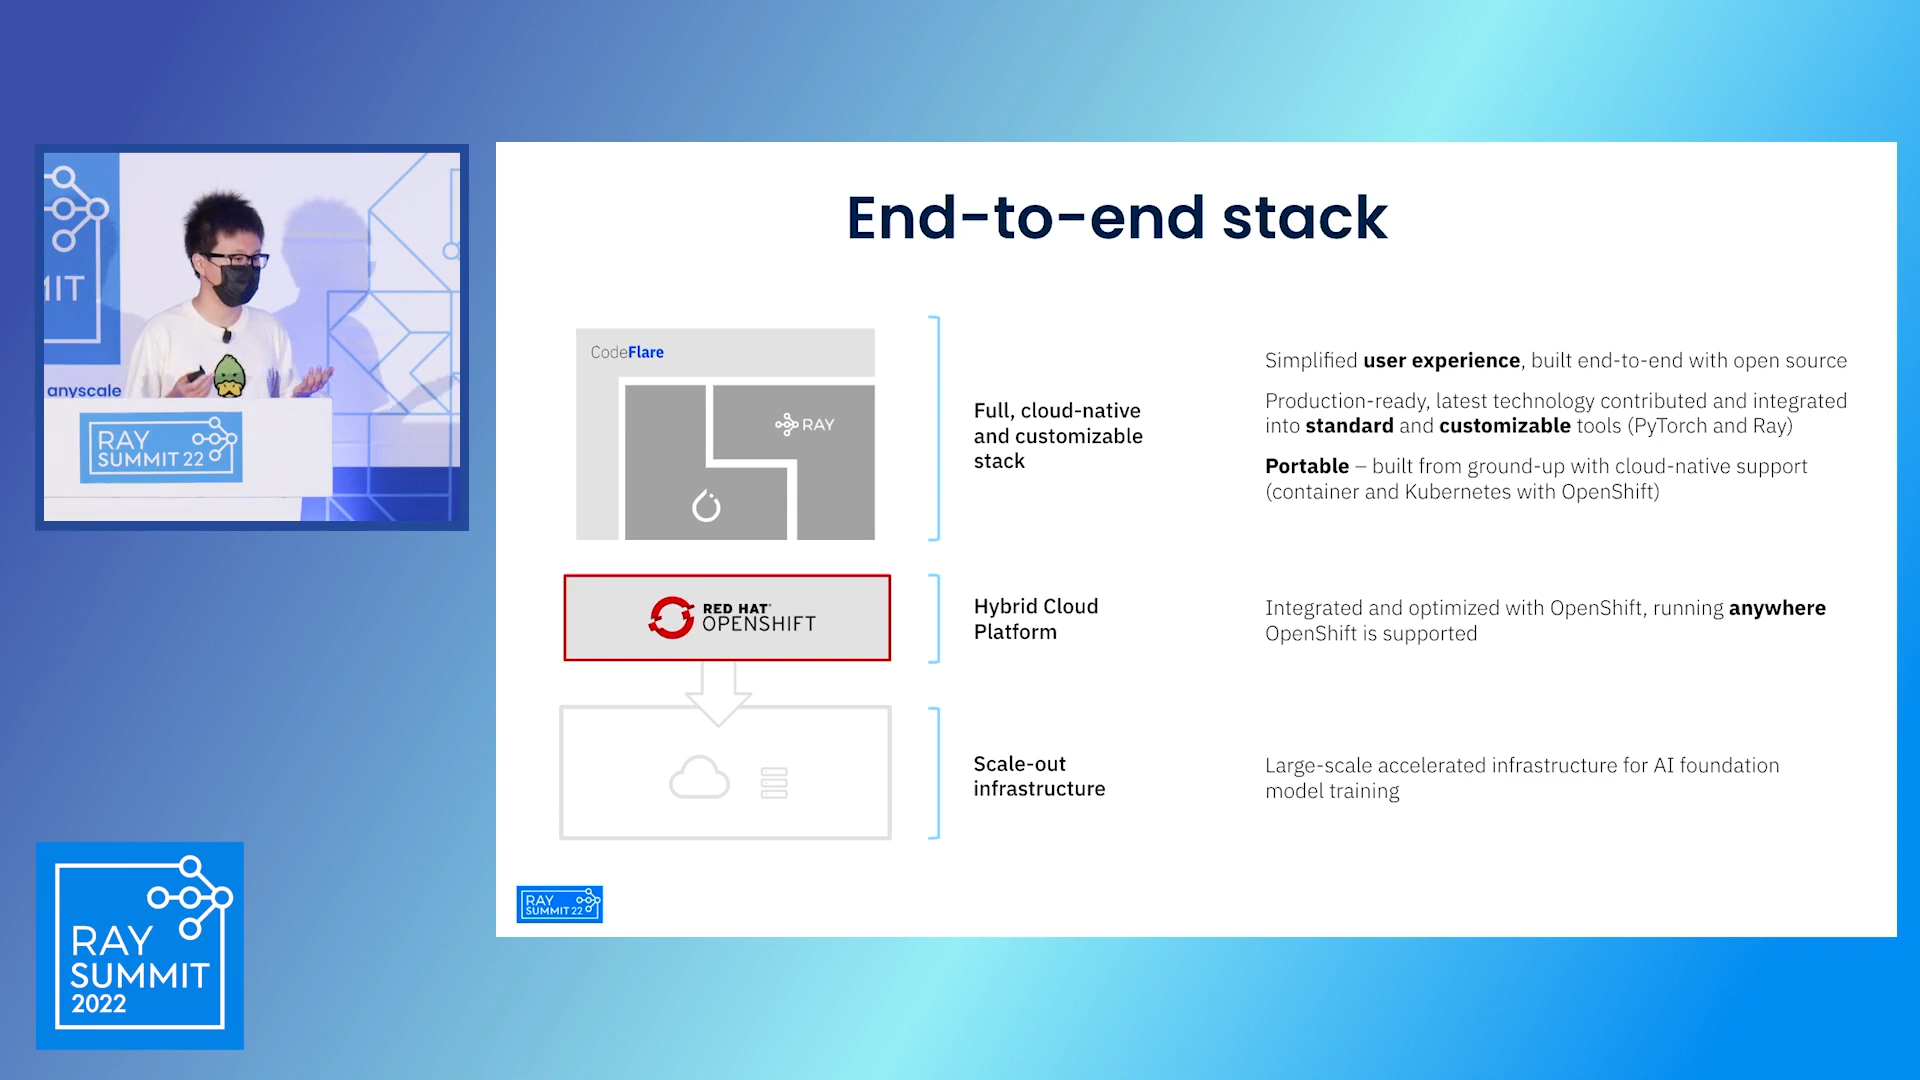 MIT
anyscale
RAY
SUMMIT 22
RAY
SUMMIT
2022
End-to-end stack
CodeFlare
RAY
Full, cloud-native
and customizable
stack
Simplified user experience, built end-to-end with open source
Production-ready, latest technology contributed and integrated
into standard and customizable tools (PyTorch and Ray)
Portable – built from ground-up with cloud-native support
(container and Kubernetes with OpenShift)
RED HAT®
OPENSHIFT
Hybrid Cloud
Platform
Integrated and optimized with OpenShift, running anywhere
OpenShift is supported
Scale-out
infrastructure
Large-scale accelerated infrastructure for AI foundation
model training
RAY
SUMMIT 22